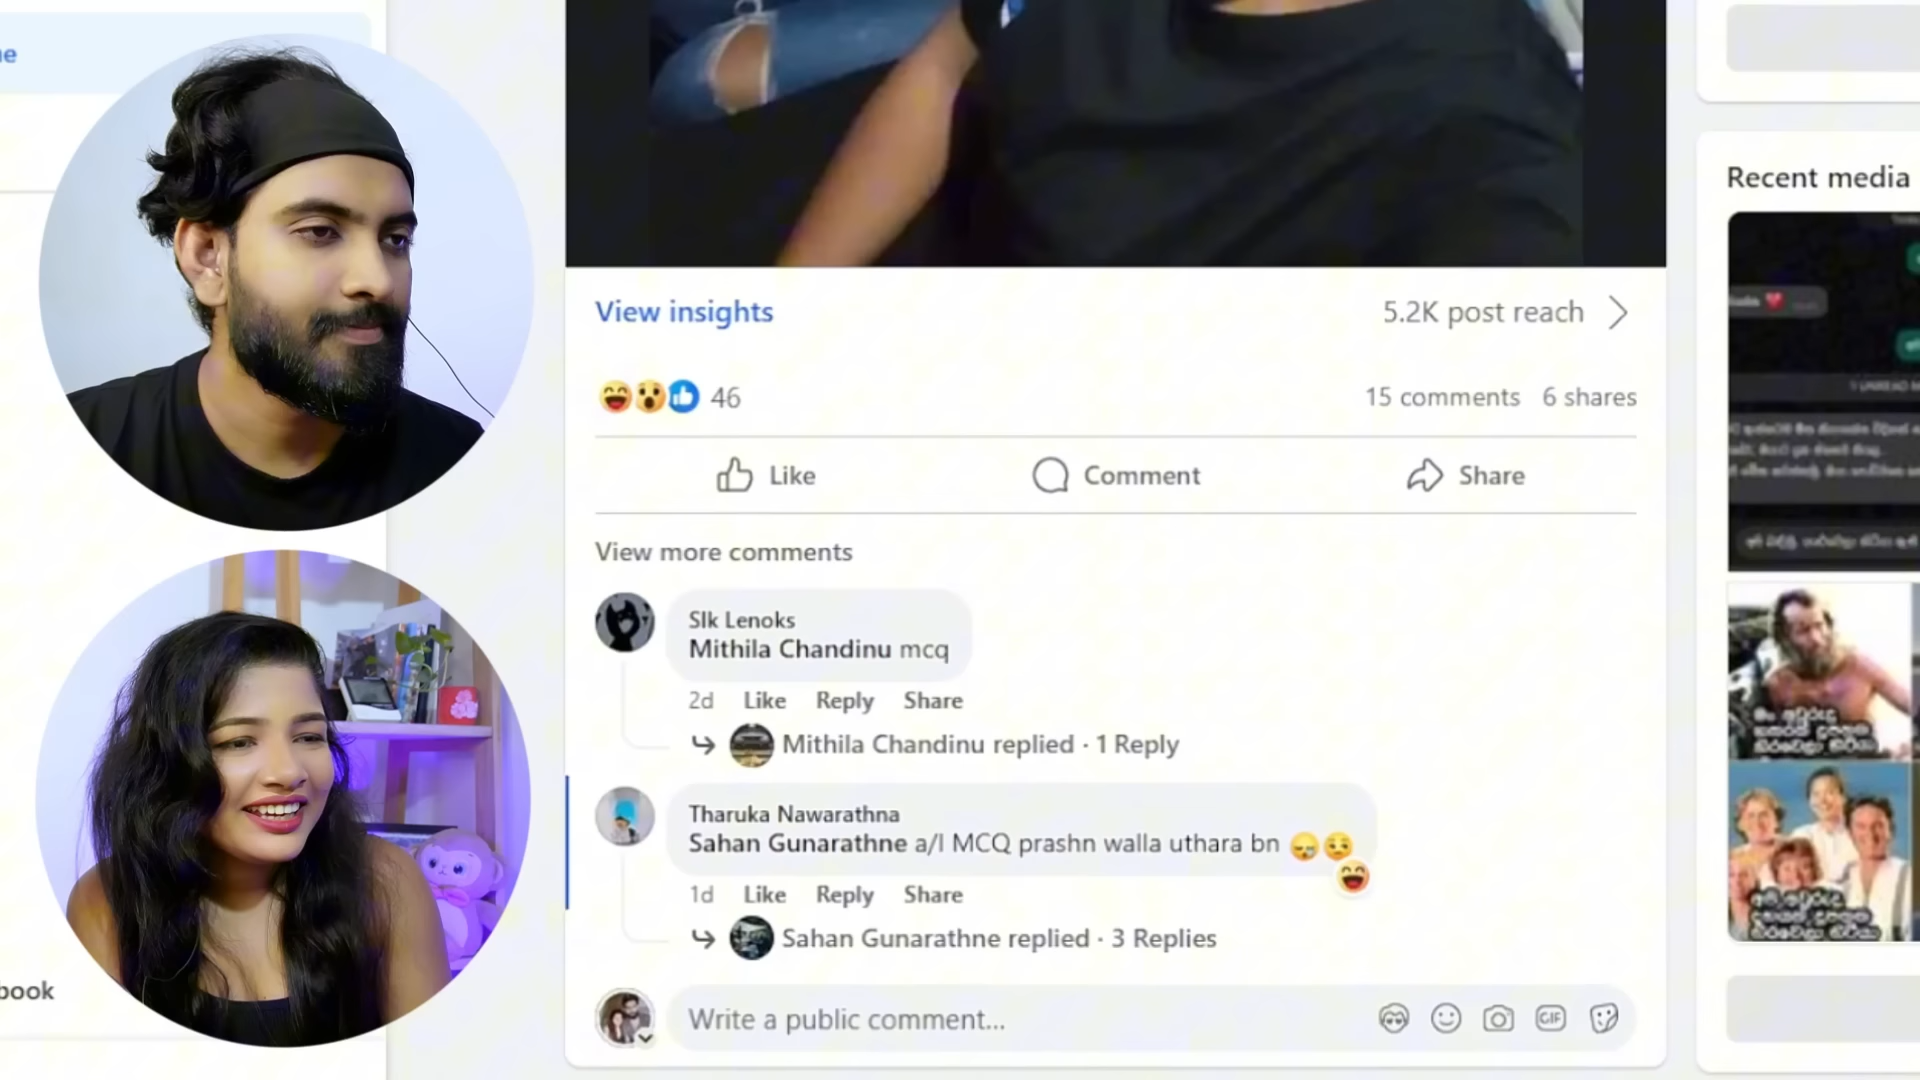 View insights
5.2K post reach
46
15 comments 6 shares
Like Comment Share
View more comments
Slk Lenoks
Mithila Chandinu mcq
2d Like Reply Share
Mithila Chandinu replied · 1 Reply
Tharuka Nawarathna
Sahan Gunarathne a/l MCQ prashn walla uthara bn
1d Like Reply Share
Sahan Gunarathne replied · 3 Replies
Write a public comment...
GIF
book
Recent media